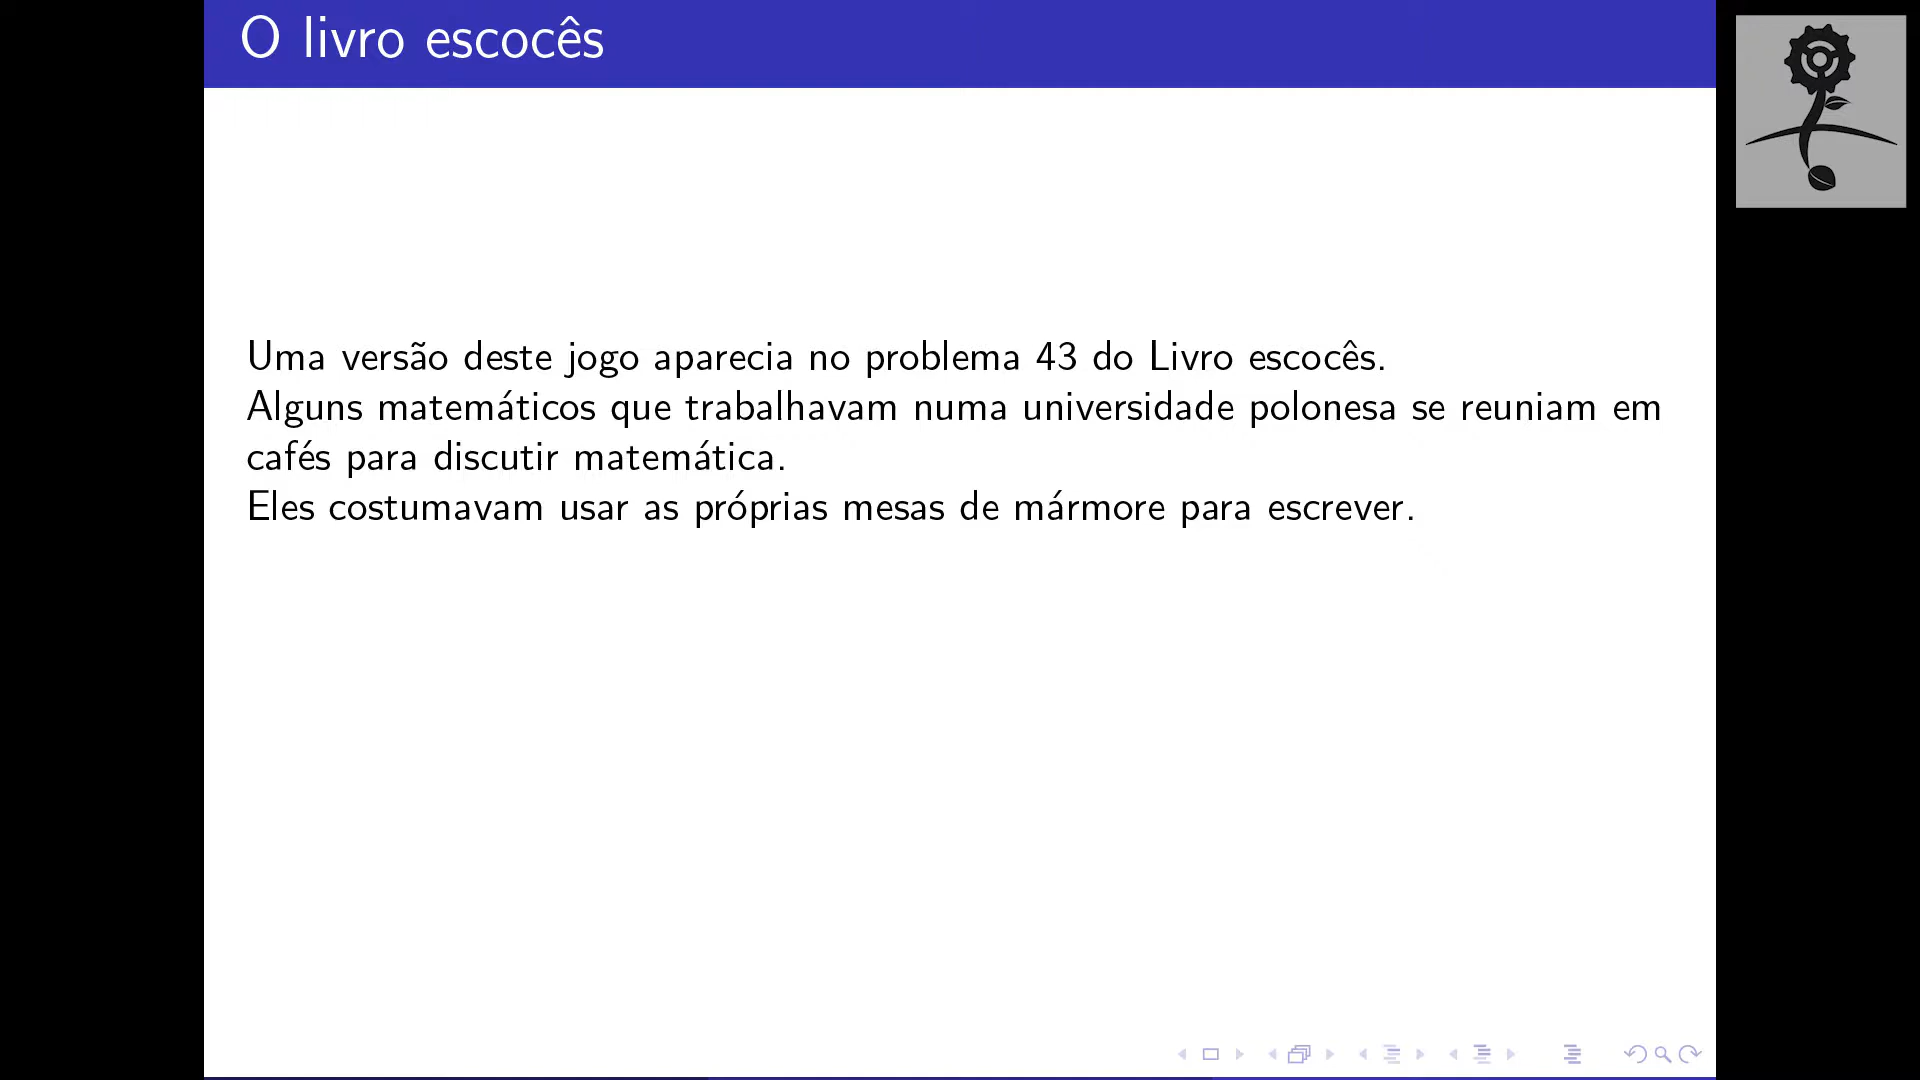 O livro escocês
Uma versão deste jogo aparecia no problema 43 do Livro escocês.
Alguns matemáticos que trabalhavam numa universidade polonesa se reuniam em
cafés para discutir matemática.
Eles costumavam usar as próprias mesas de mármore para escrever.